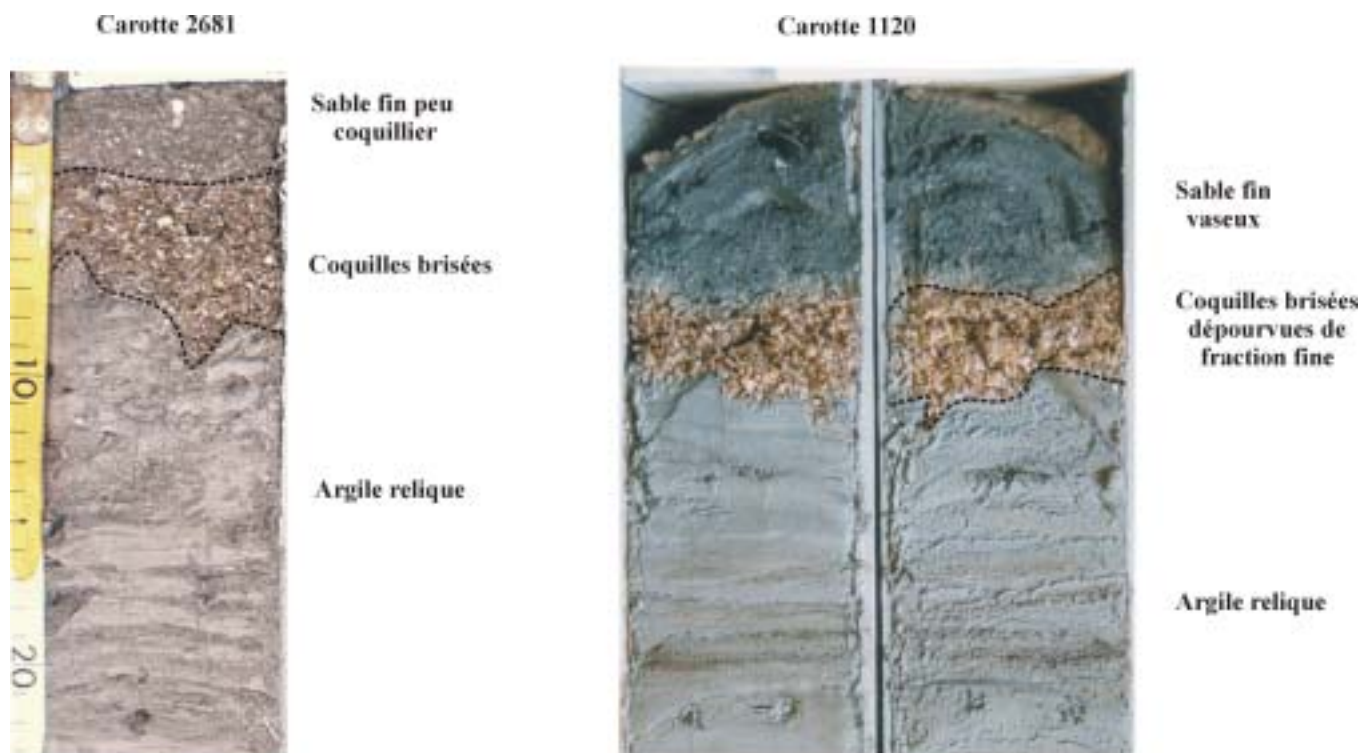 Carotte 2681
Carotte 1120
Sable fin peu
coquillier
Coquilles brisées
Argile relique
10
20
Sable fin
vaseux
Coquilles brisées
dépourvues de
fraction fine
Argile relique